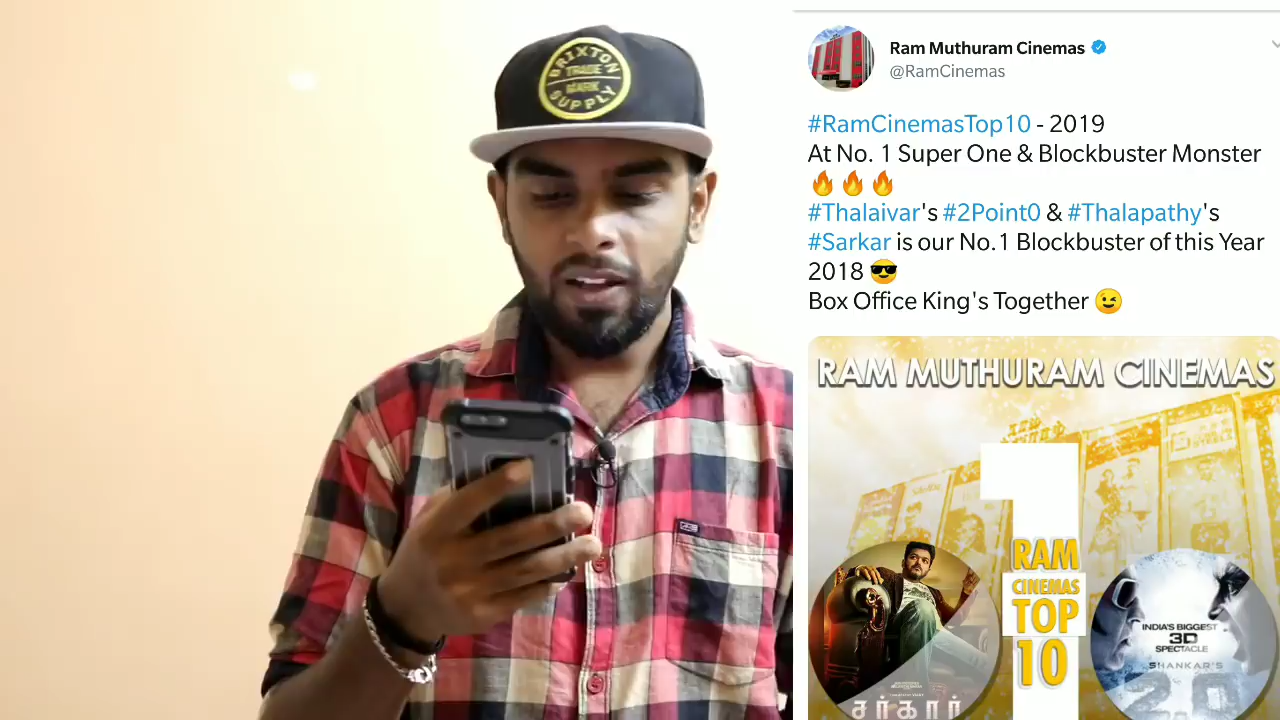 BRIXTON
TRADE
MARK
SUPPLY
Ram Muthuram Cinemas
@RamCinemas
#RamCinemasTop10 - 2019
At No. 1 Super One & Blockbuster Monster
🔥 🔥 🔥
#Thalaivar's #2Point0 & #Thalapathy's
#Sarkar is our No.1 Blockbuster of this Year
2018 😎
Box Office King's Together 😉
RAM MUTHURAM CINEMAS
1
RAM
CINEMAS
TOP
10
INDIA'S BIGGEST
3D
SPECTACLE
SHANKAR'S
2.0
சர்கார்